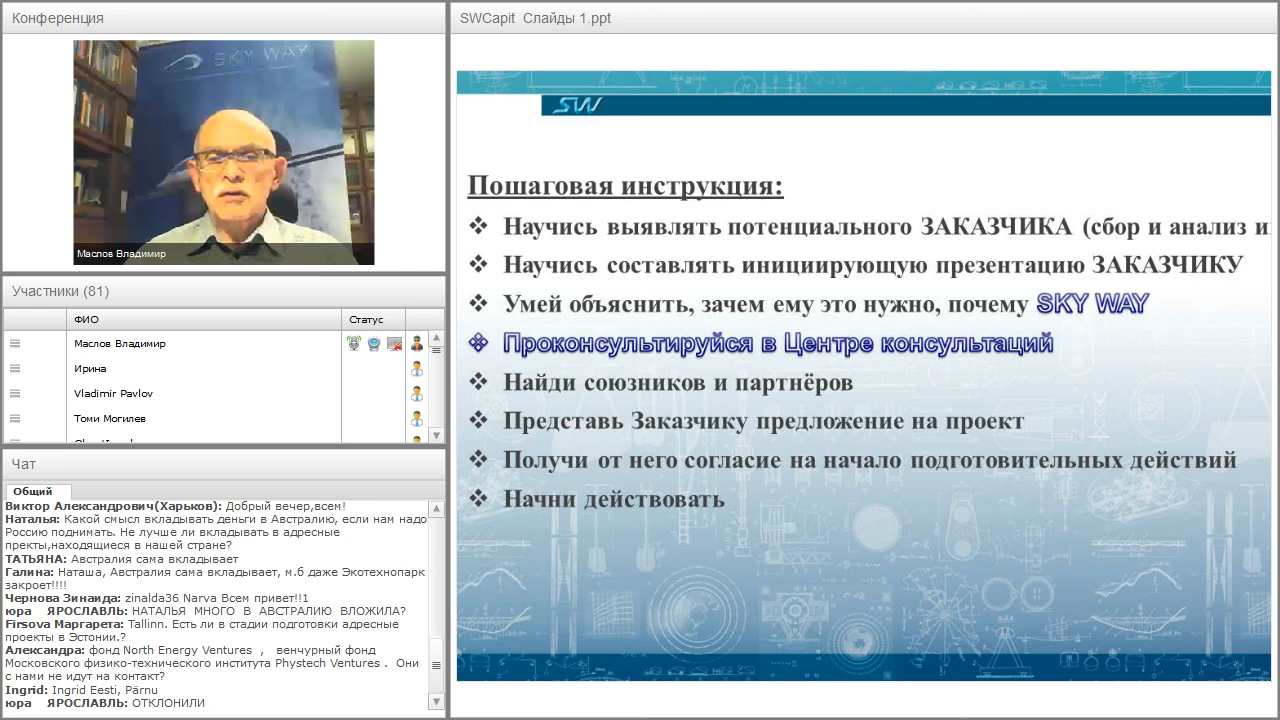 Конференция
SKY WAY
Маслов Владимир
Участники (81)
ФИО
Статус
Маслов Владимир
Ирина
Vladimir Pavlov
Томи Могилев
Чат
Общий
Виктор Александрович(Харьков): Добрый вечер,всем!
Наталья: Какой смысл вкладывать деньги в Австралию, если нам надо
Россию поднимать. Не лучше ли вкладывать в адресные
пректы,находящиеся в нашей стране?
ТАТЬЯНА: Австралия сама вкладывает
Галина: Наташа, Австралия сама вкладывает, м.б даже Экотехнопарк
закроет!!!!
Чернова Зинаида: zinalda36 Narva Всем привет!!1
юра ЯРОСЛАВЛЬ: НАТАЛЬЯ МНОГО В АВСТРАЛИЮ ВЛОЖИЛА?
Firsova Маргарета: Tallinn. Есть ли в стадии подготовки адресные
проекты в Эстонии.?
Александра: фонд North Energy Ventures , венчурный фонд
Московского физико-технического института Phystech Ventures . Они
с нами не идут на контакт?
Ingrid: Ingrid Eesti, Pärnu
юра ЯРОСЛАВЛЬ: ОТКЛОНИЛИ
SWCapit Слайды 1.ppt
SW
Пошаговая инструкция:
❖ Научись выявлять потенциального ЗАКАЗЧИКА (сбор и анализ
❖ Научись составлять инициирующую презентацию ЗАКАЗЧИКУ
❖ Умей объяснить, зачем ему это нужно, почему SKY WAY
❖ Проконсультируйся в Центре консультаций
❖ Найди союзников и партнёров
❖ Представь Заказчику предложение на проект
❖ Получи от него согласие на начало подготовительных действий
❖ Начни действовать